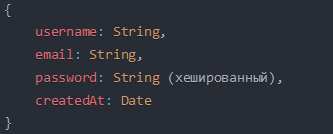 {
username: String,
email: String,
password: String (хешированный),
createdAt: Date
}